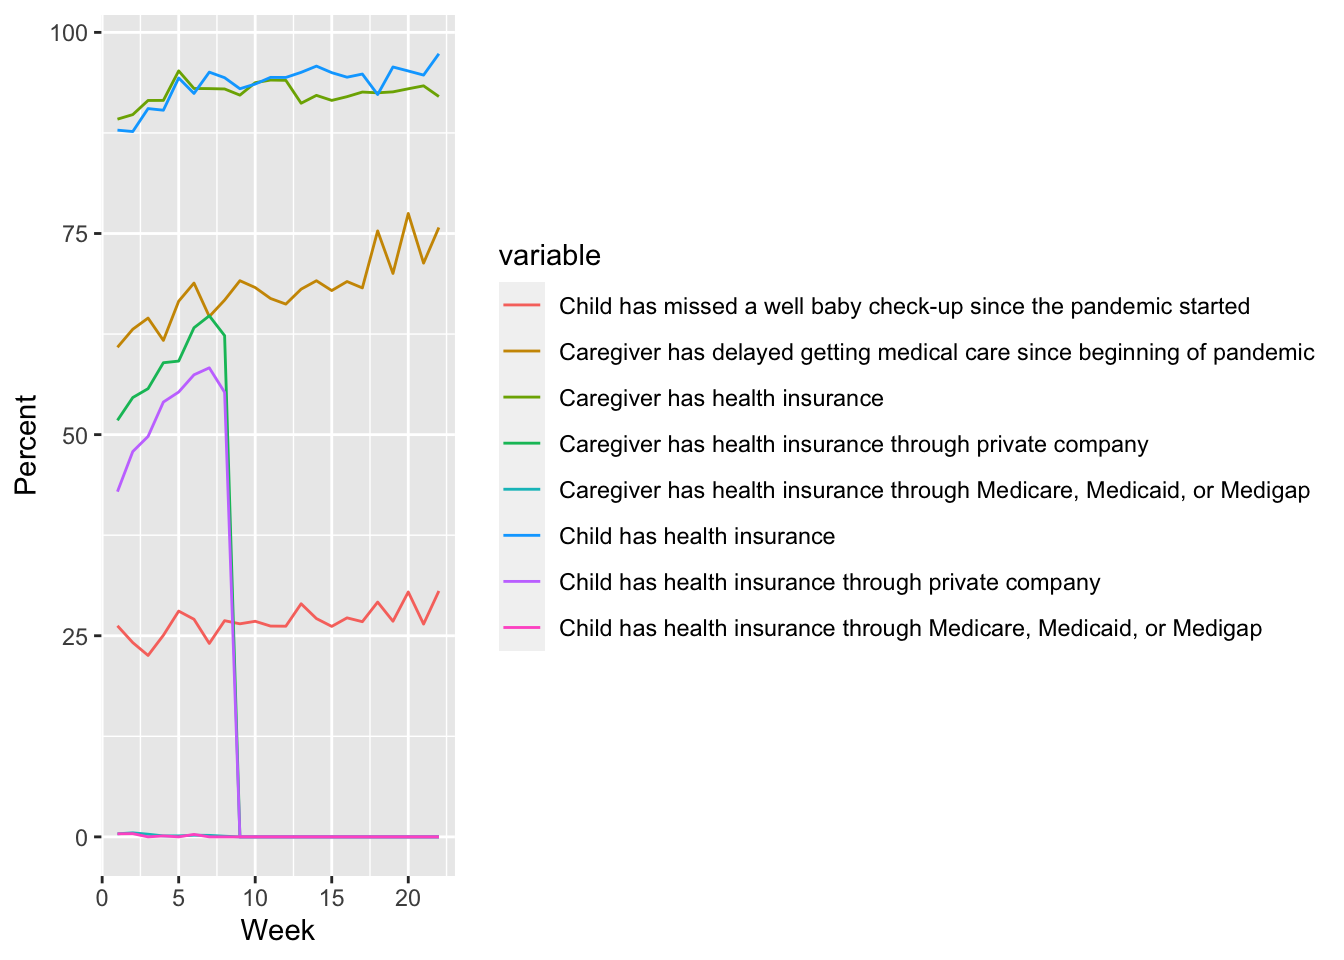 100
75
50
25
0
Percent
0
5
10
15
20
Week
variable
Child has missed a well baby check-up since the pandemic started
Caregiver has delayed getting medical care since beginning of pandemic
Caregiver has health insurance
Caregiver has health insurance through private company
Caregiver has health insurance through Medicare, Medicaid, or Medigap
Child has health insurance
Child has health insurance through private company
Child has health insurance through Medicare, Medicaid, or Medigap